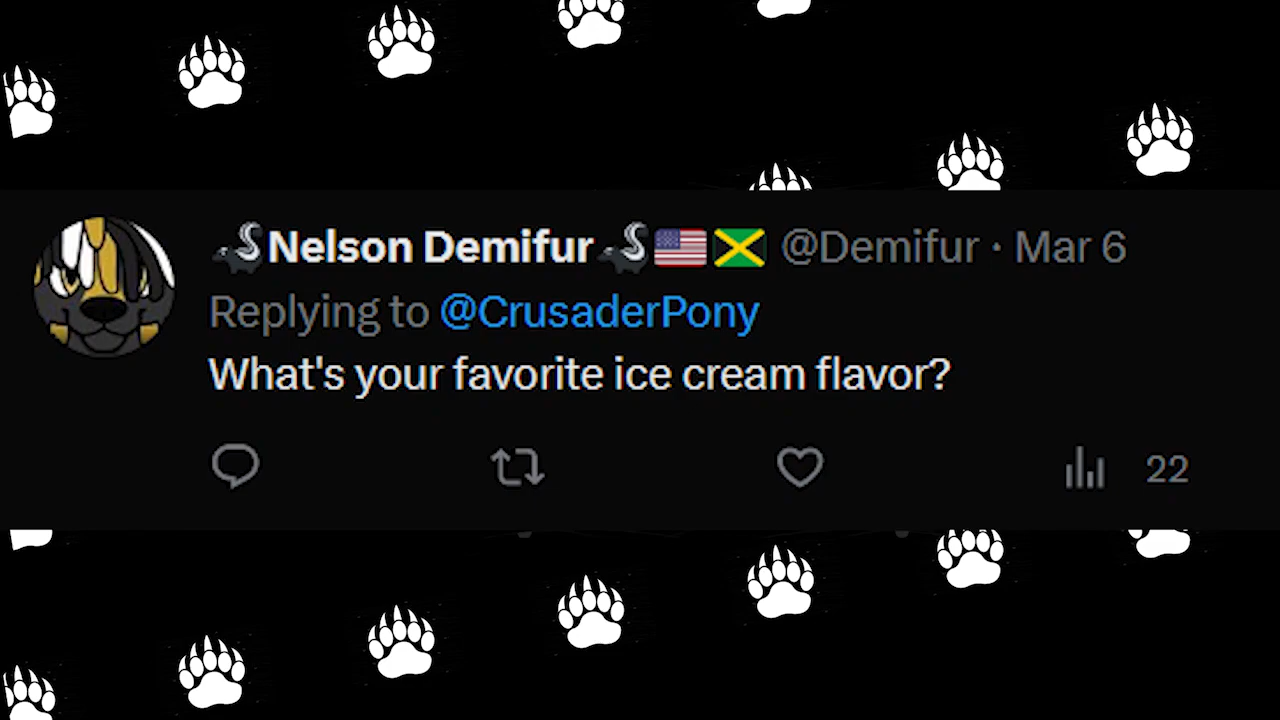 🦨Nelson Demifur🦨🇺🇸🇯🇲 @Demifur · Mar 6
Replying to @CrusaderPony
What's your favorite ice cream flavor?
22